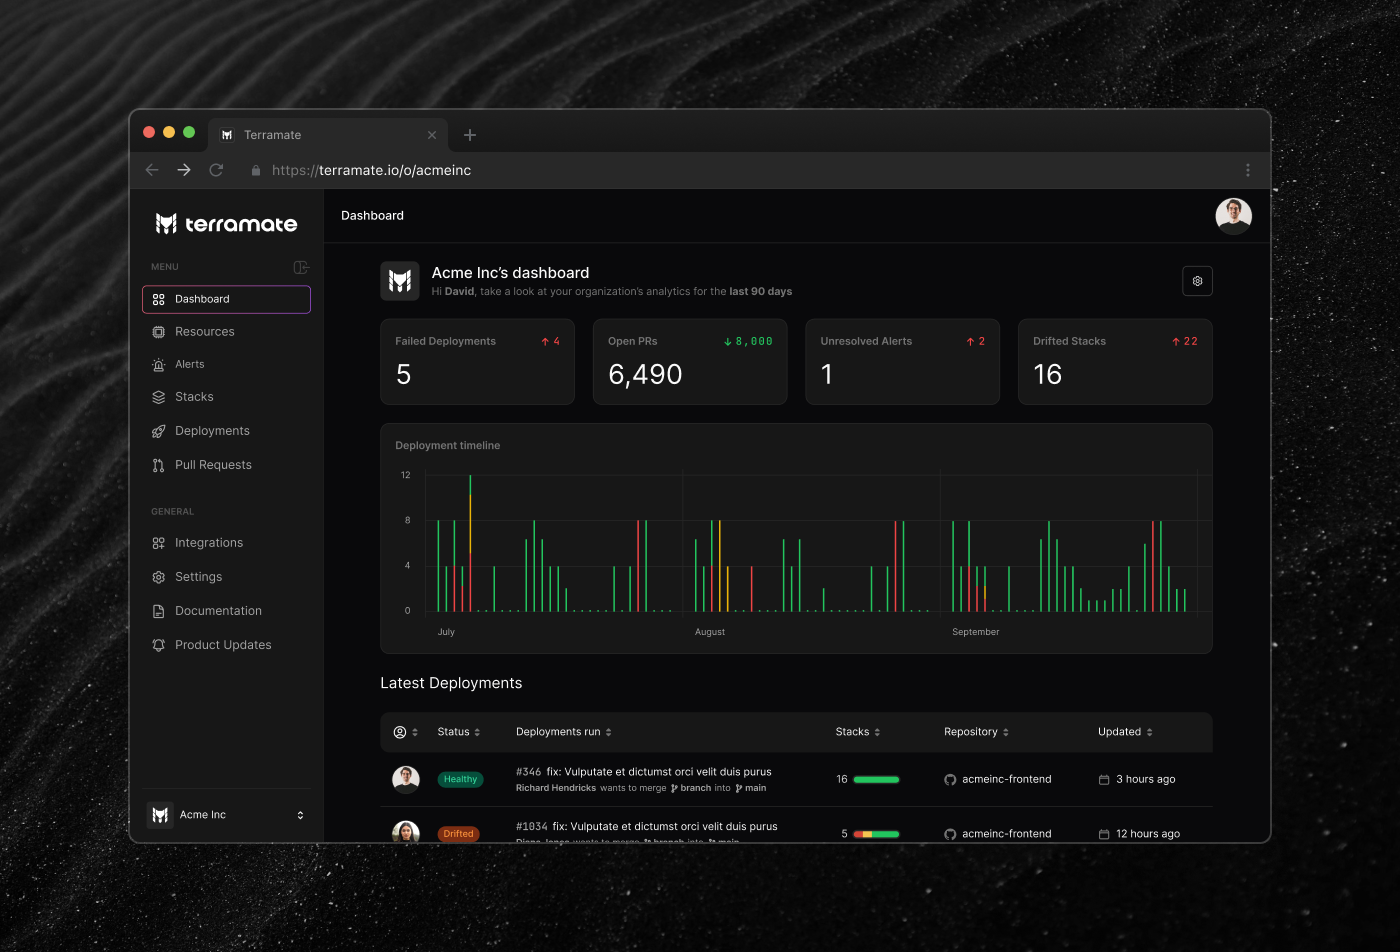 Terramate
https://terramate.io/o/acmeinc
terramate
Dashboard
MENU
Dashboard
Resources
Alerts
Stacks
Deployments
Pull Requests
GENERAL
Integrations
Settings
Documentation
Product Updates
Acme Inc
Acme Inc’s dashboard
Hi David, take a look at your organization’s analytics for the last 90 days
Failed Deployments 4
5
Open PRs 8,000
6,490
Unresolved Alerts 2
1
Drifted Stacks 22
16
Deployment timeline
12
8
4
0
July August September
Latest Deployments
Status Deployments run Stacks Repository Updated
Healthy #346 fix: Vulputate et dictumst orci velit duis purus 16 acmeinc-frontend 3 hours ago
Richard Hendricks wants to merge branch into main
Drifted #1034 fix: Vulputate et dictumst orci velit duis purus 5 acmeinc-frontend 12 hours ago
wants to merge branch into main